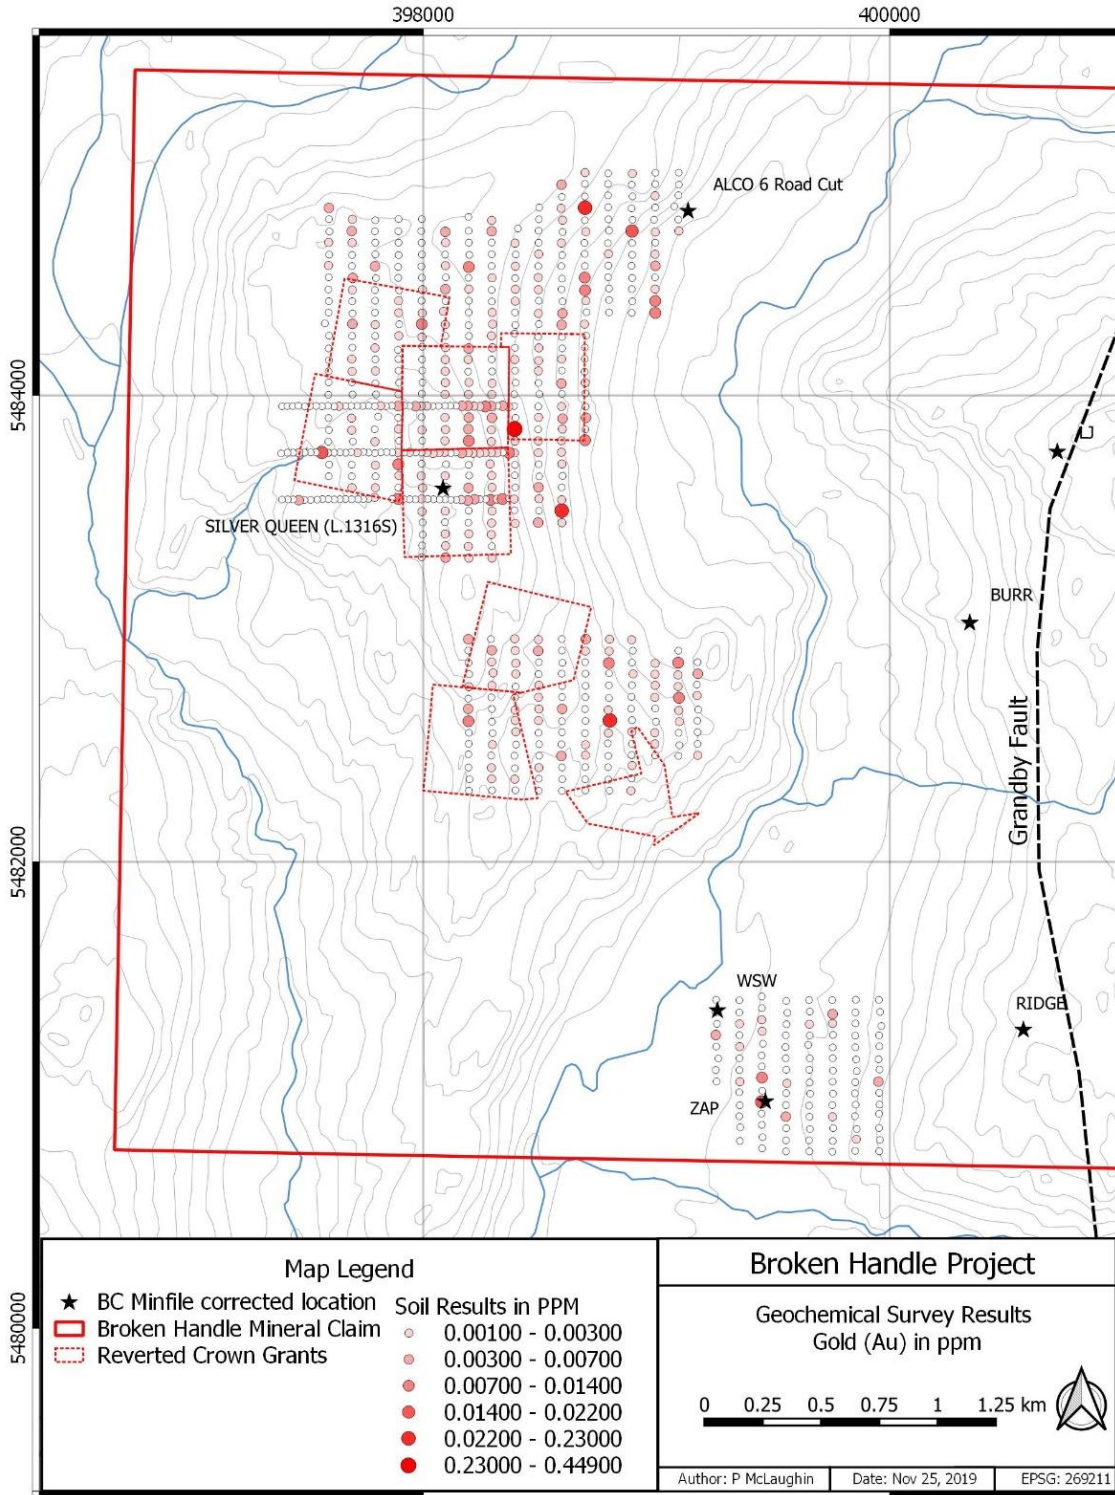 398000
400000
ALCO 6 Road Cut
5484000
SILVER QUEEN (L.1316S)
BURR
Grandby Fault
5482000
WSW
RIDGE
ZAP
5480000
Map Legend
BC Minfile corrected location
Broken Handle Mineral Claim
Reverted Crown Grants
Soil Results in PPM
0.00100 - 0.00300
0.00300 - 0.00700
0.00700 - 0.01400
0.01400 - 0.02200
0.02200 - 0.23000
0.23000 - 0.44900
Broken Handle Project
Geochemical Survey Results
Gold (Au) in ppm
0 0.25 0.5 0.75 1 1.25 km
Author: P McLaughin
Date: Nov 25, 2019
EPSG: 269211